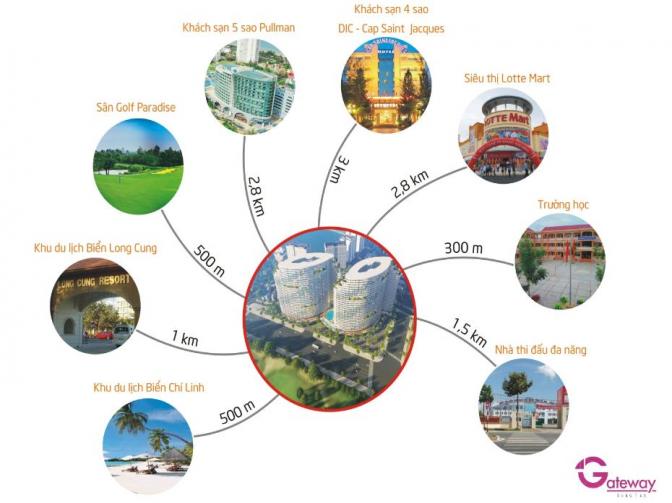 Khách sạn 4 sao
DIC - Cap Saint Jacques
Khách sạn 5 sao Pullman
Siêu thị Lotte Mart
Sân Golf Paradise
LOTTE Mart
3 km
2,8 km
2,8 km
Trường học
Khu du lịch Biển Long Cung
500 m
300 m
LONG CUNG RESORT
1 km
1,5 km
Nhà thi đấu đa năng
Khu du lịch Biển Chí Linh
500 m
Gateway